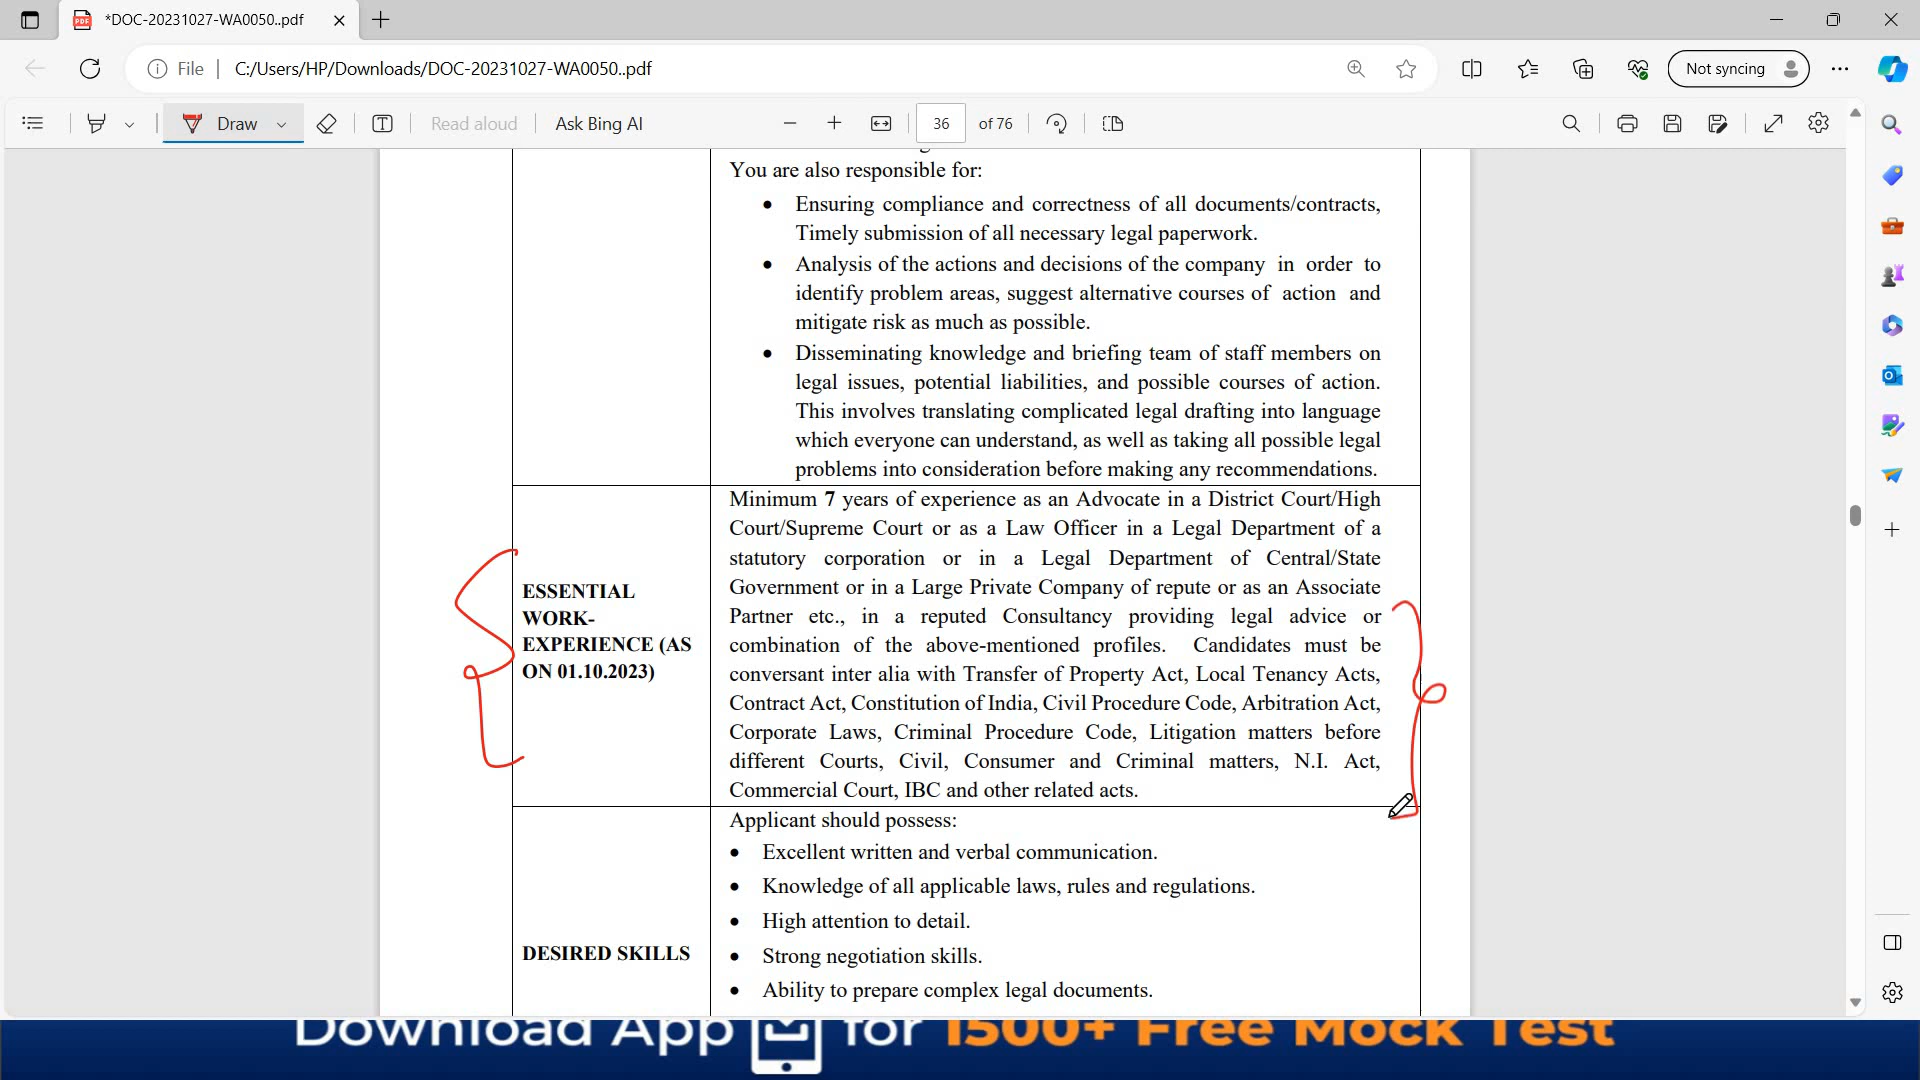 *DOC-20231027-WA0050..pdf
File
C:/Users/HP/Downloads/DOC-20231027-WA0050..pdf
Not syncing
Draw
Read aloud
Ask Bing AI
36
of 76
You are also responsible for:
• Ensuring compliance and correctness of all documents/contracts,
Timely submission of all necessary legal paperwork.
• Analysis of the actions and decisions of the company in order to
identify problem areas, suggest alternative courses of action and
mitigate risk as much as possible.
• Disseminating knowledge and briefing team of staff members on
legal issues, potential liabilities, and possible courses of action.
This involves translating complicated legal drafting into language
which everyone can understand, as well as taking all possible legal
problems into consideration before making any recommendations.
ESSENTIAL
WORK-
EXPERIENCE (AS
ON 01.10.2023)
Minimum 7 years of experience as an Advocate in a District Court/High
Court/Supreme Court or as a Law Officer in a Legal Department of a
statutory corporation or in a Legal Department of Central/State
Government or in a Large Private Company of repute or as an Associate
Partner etc., in a reputed Consultancy providing legal advice or
combination of the above-mentioned profiles. Candidates must be
conversant inter alia with Transfer of Property Act, Local Tenancy Acts,
Contract Act, Constitution of India, Civil Procedure Code, Arbitration Act,
Corporate Laws, Criminal Procedure Code, Litigation matters before
different Courts, Civil, Consumer and Criminal matters, N.I. Act,
Commercial Court, IBC and other related acts.
DESIRED SKILLS
Applicant should possess:
• Excellent written and verbal communication.
• Knowledge of all applicable laws, rules and regulations.
• High attention to detail.
• Strong negotiation skills.
• Ability to prepare complex legal documents.
Download App for 1500+ Free Mock Test